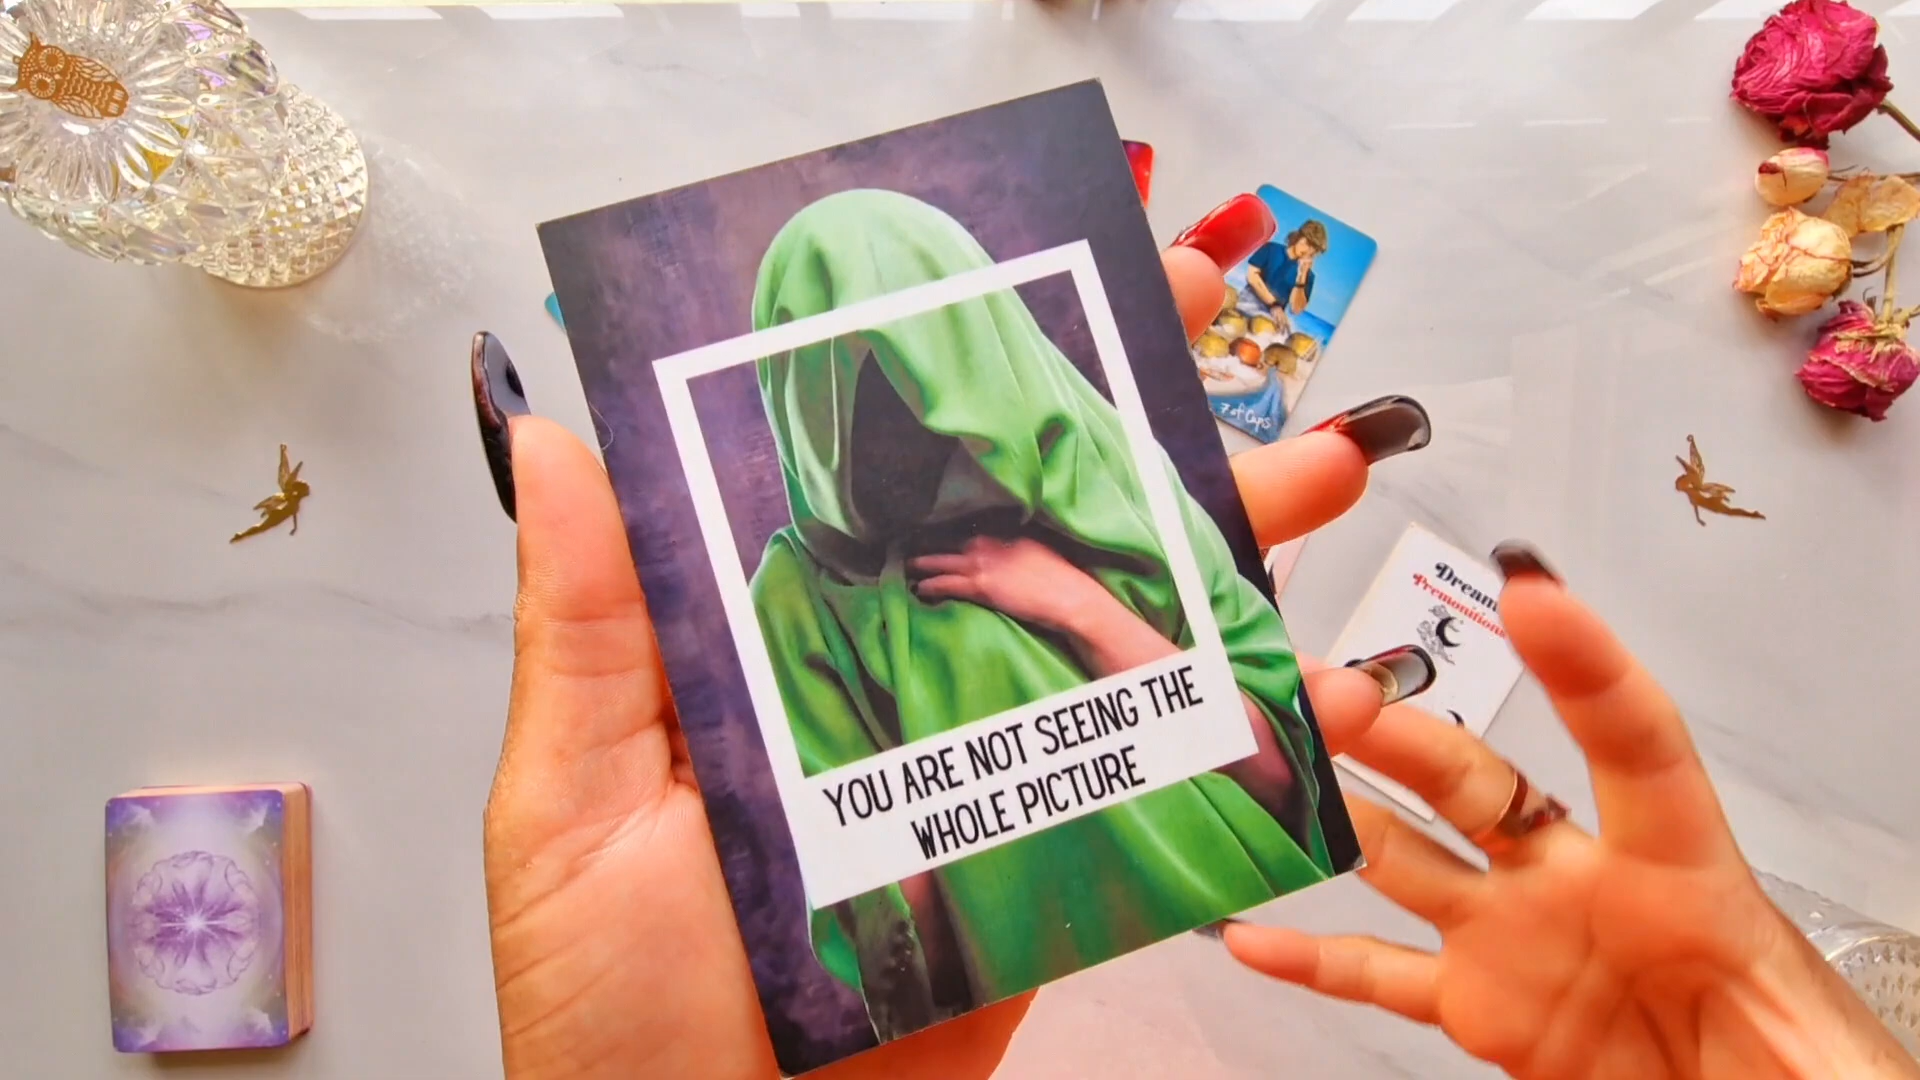 7 of Cups
Dream
Premonitions
YOU ARE NOT SEEING THE
WHOLE PICTURE